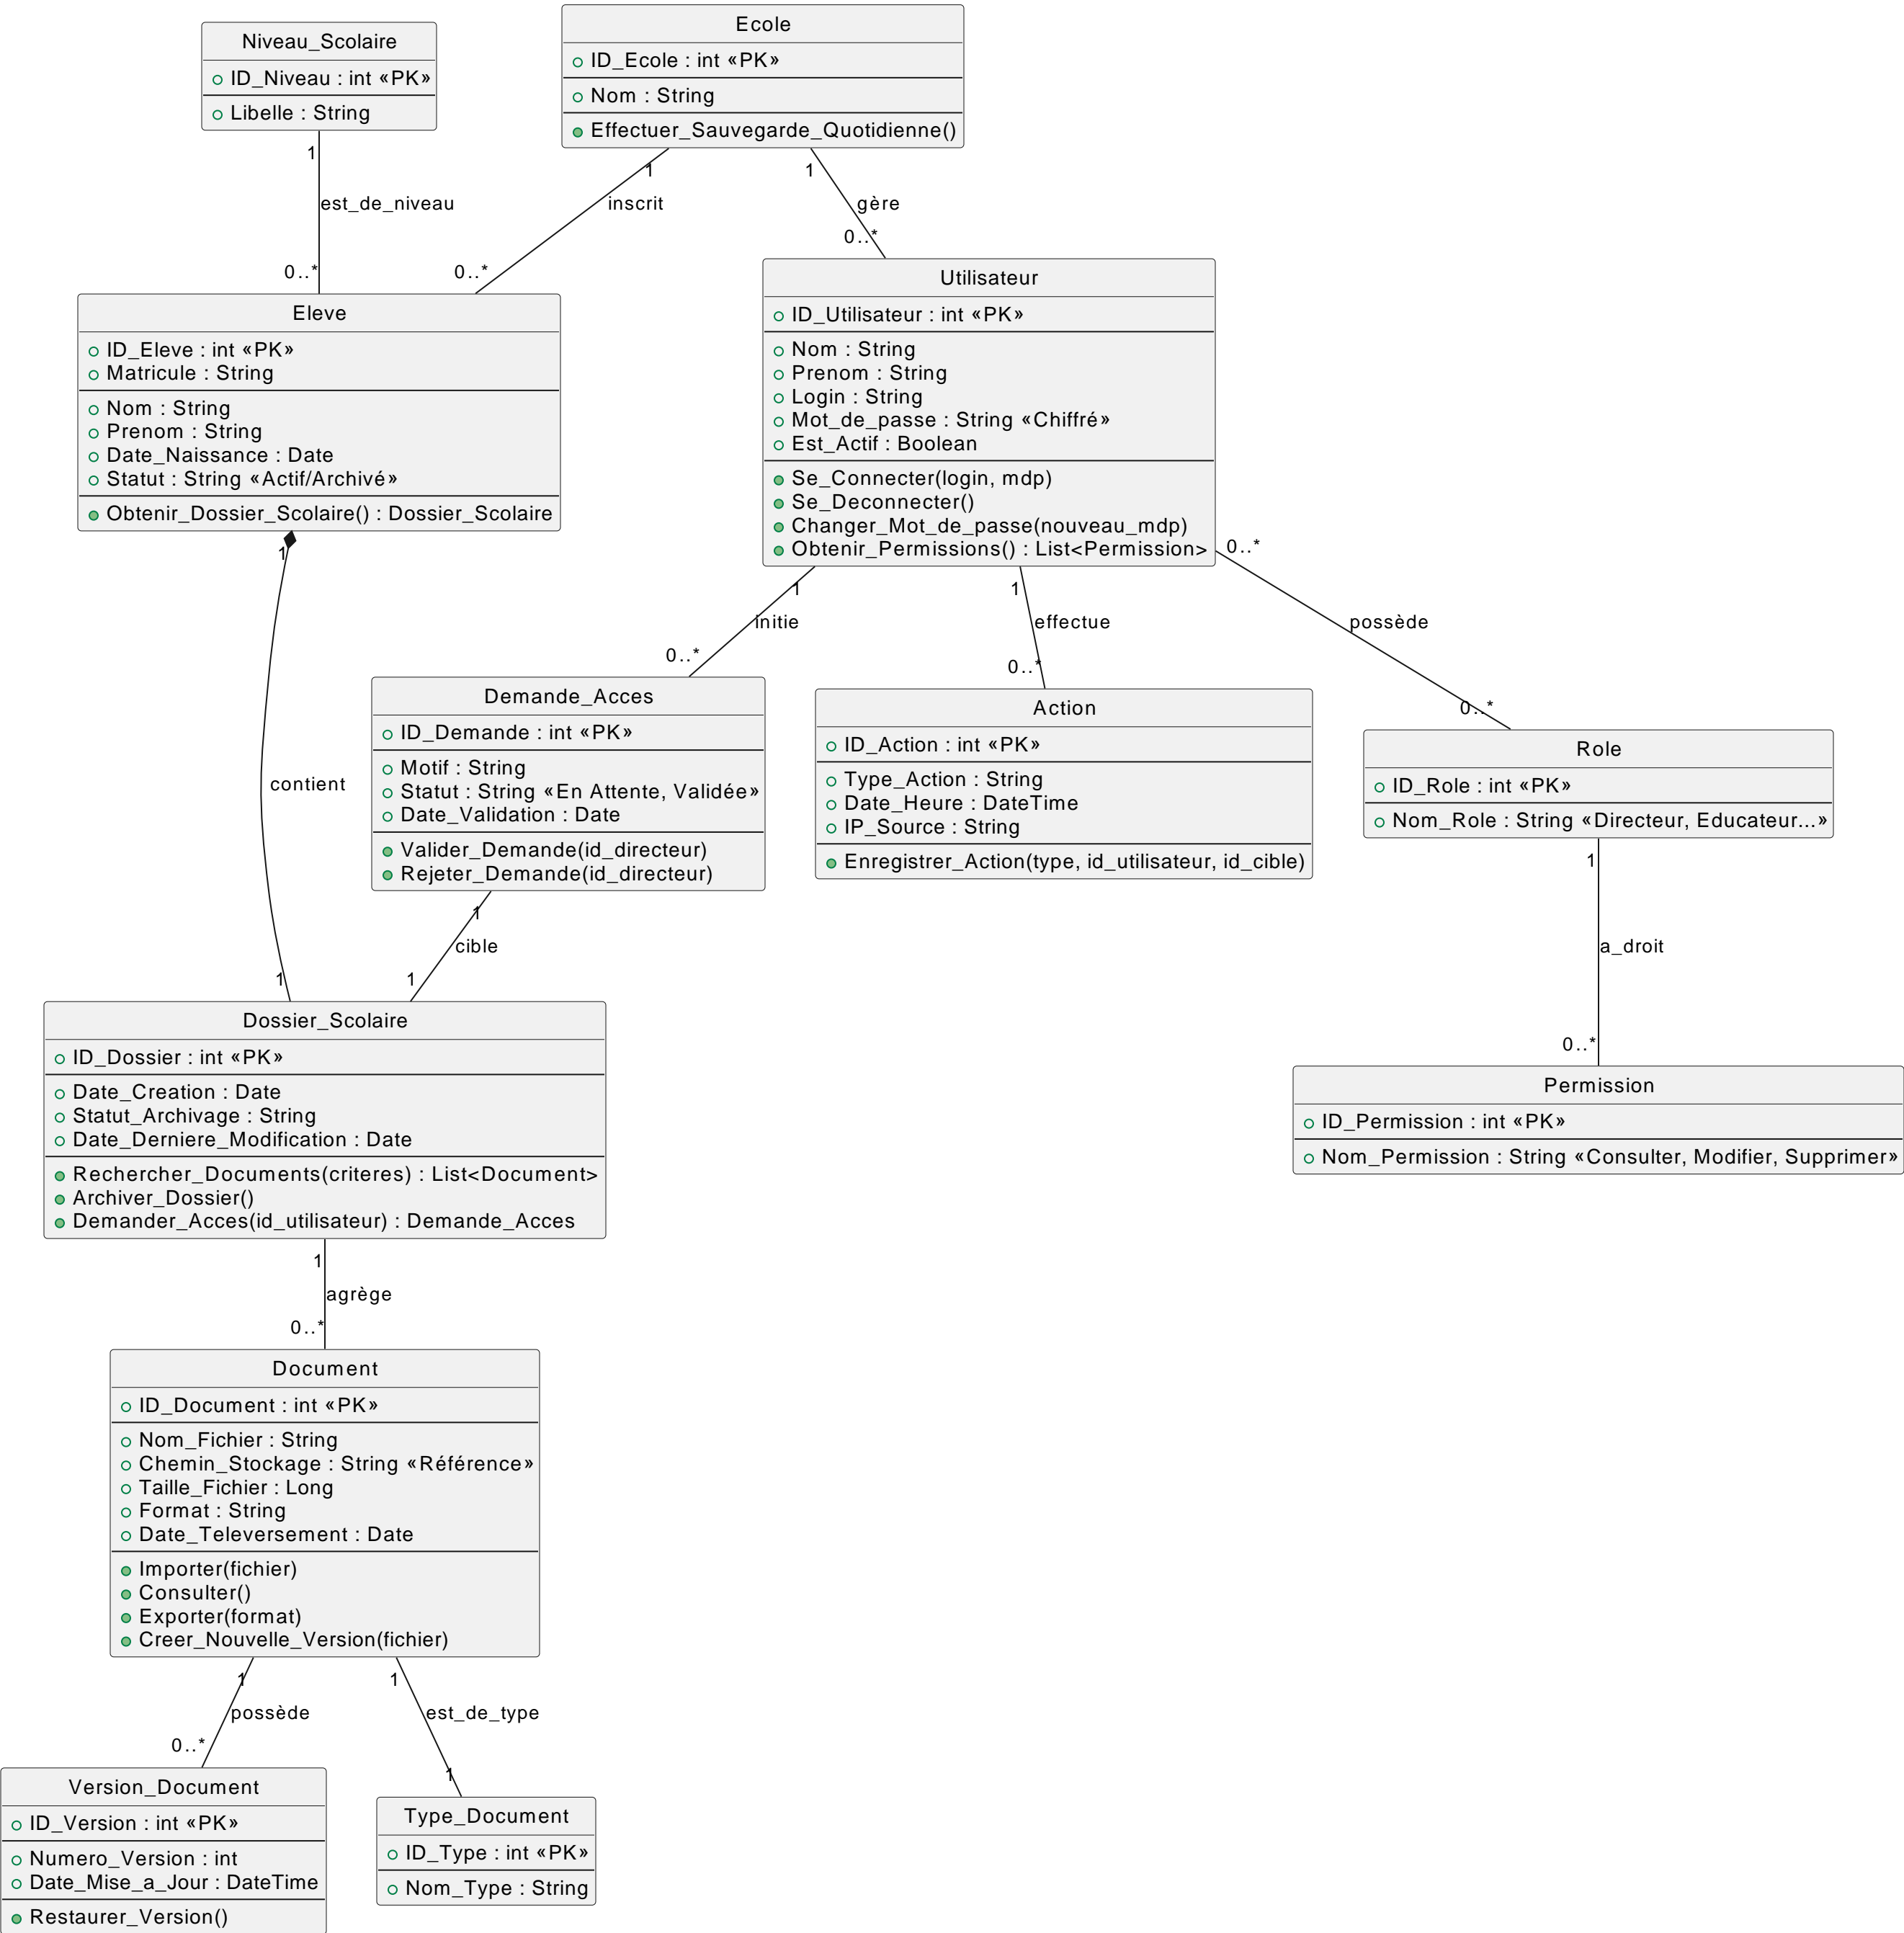 Niveau_Scolaire
ID_Niveau : int «PK»
Libelle : String
Ecole
ID_Ecole : int «PK»
Nom : String
Effectuer_Sauvegarde_Quotidienne()
1
est_de_niveau
0..*
1
inscrit
0..*
1
gère
0..*
Eleve
ID_Eleve : int «PK»
Matricule : String
Nom : String
Prenom : String
Date_Naissance : Date
Statut : String «Actif/Archivé»
Obtenir_Dossier_Scolaire() : Dossier_Scolaire
Utilisateur
ID_Utilisateur : int «PK»
Nom : String
Prenom : String
Login : String
Mot_de_passe : String «Chiffré»
Est_Actif : Boolean
Se_Connecter(login, mdp)
Se_Deconnecter()
Changer_Mot_de_passe(nouveau_mdp)
Obtenir_Permissions() : List<Permission>
1
contient
1
1
initie
0..*
1
effectue
0..*
0..*
possède
0..*
Demande_Acces
ID_Demande : int «PK»
Motif : String
Statut : String «En Attente, Validée»
Date_Validation : Date
Valider_Demande(id_directeur)
Rejeter_Demande(id_directeur)
Action
ID_Action : int «PK»
Type_Action : String
Date_Heure : DateTime
IP_Source : String
Enregistrer_Action(type, id_utilisateur, id_cible)
Role
ID_Role : int «PK»
Nom_Role : String «Directeur, Educateur...»
1
cible
1
1
a_droit
0..*
Dossier_Scolaire
ID_Dossier : int «PK»
Date_Creation : Date
Statut_Archivage : String
Date_Derniere_Modification : Date
Rechercher_Documents(criteres) : List<Document>
Archiver_Dossier()
Demander_Acces(id_utilisateur) : Demande_Acces
Permission
ID_Permission : int «PK»
Nom_Permission : String «Consulter, Modifier, Supprimer»
1
agrège
0..*
Document
ID_Document : int «PK»
Nom_Fichier : String
Chemin_Stockage : String «Référence»
Taille_Fichier : Long
Format : String
Date_Televersement : Date
Importer(fichier)
Consulter()
Exporter(format)
Creer_Nouvelle_Version(fichier)
1
possède
0..*
1
est_de_type
1
Version_Document
ID_Version : int «PK»
Numero_Version : int
Date_Mise_a_Jour : DateTime
Restaurer_Version()
Type_Document
ID_Type : int «PK»
Nom_Type : String